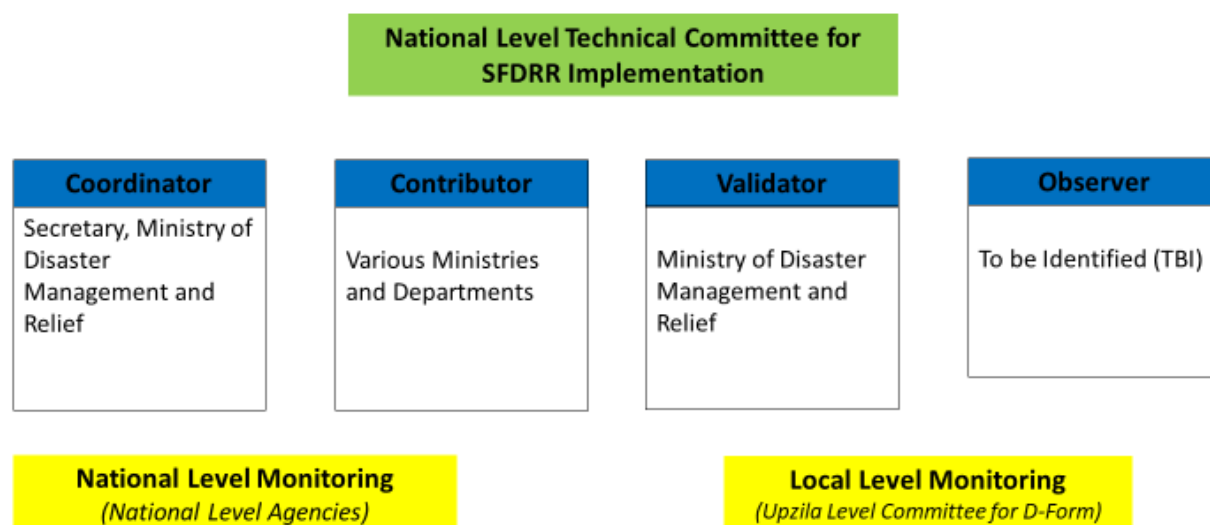 National Level Technical Committee for
SFDRR Implementation
Coordinator
Secretary, Ministry of
Disaster
Management and
Relief
Contributor
Various Ministries
and Departments
Validator
Ministry of Disaster
Management and
Relief
Observer
To be Identified (TBI)
National Level Monitoring
(National Level Agencies)
Local Level Monitoring
(Upzila Level Committee for D-Form)